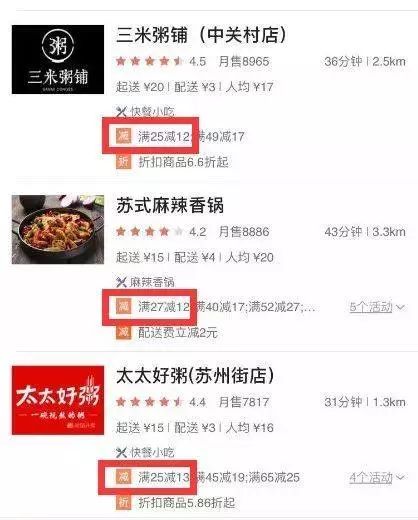 粥
三米粥铺
三米粥铺（中关村店）
4.5 月售8965 36分钟 | 2.5km
起送 ¥20 | 配送 ¥3 | 人均 ¥17
快餐小吃
减 满25减12;满49减17
折 折扣商品6.6折起
苏式麻辣香锅
4.2 月售8886 43分钟 | 3.3km
起送 ¥15 | 配送 ¥4 | 人均 ¥20
麻辣香锅
减 满27减12;满40减17;满52减27;... 5个活动
减 配送费立减2元
太太好粥
一碗玩熬的粥
太太好粥(苏州街店)
4.4 月售7817 31分钟 | 1.3km
起送 ¥15 | 配送 ¥3 | 人均 ¥16
快餐小吃
减 满25减13;满45减19;满65减25 4个活动
折 折扣商品5.86折起